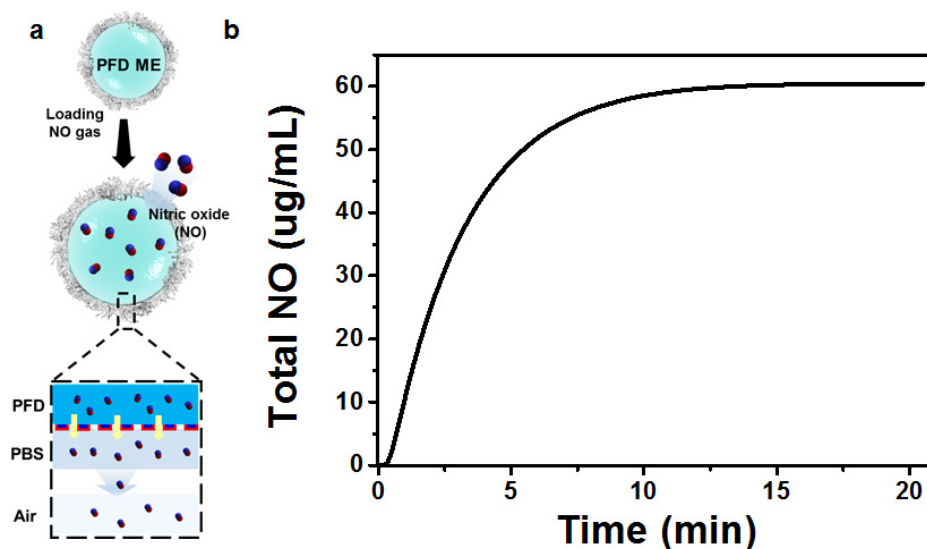 a
b
PFD ME
Loading
NO gas
Nitric oxide
(NO)
PFD
PBS
Air
Total NO (ug/mL)
60
50
40
30
20
10
0
0
5
10
15
20
Time (min)